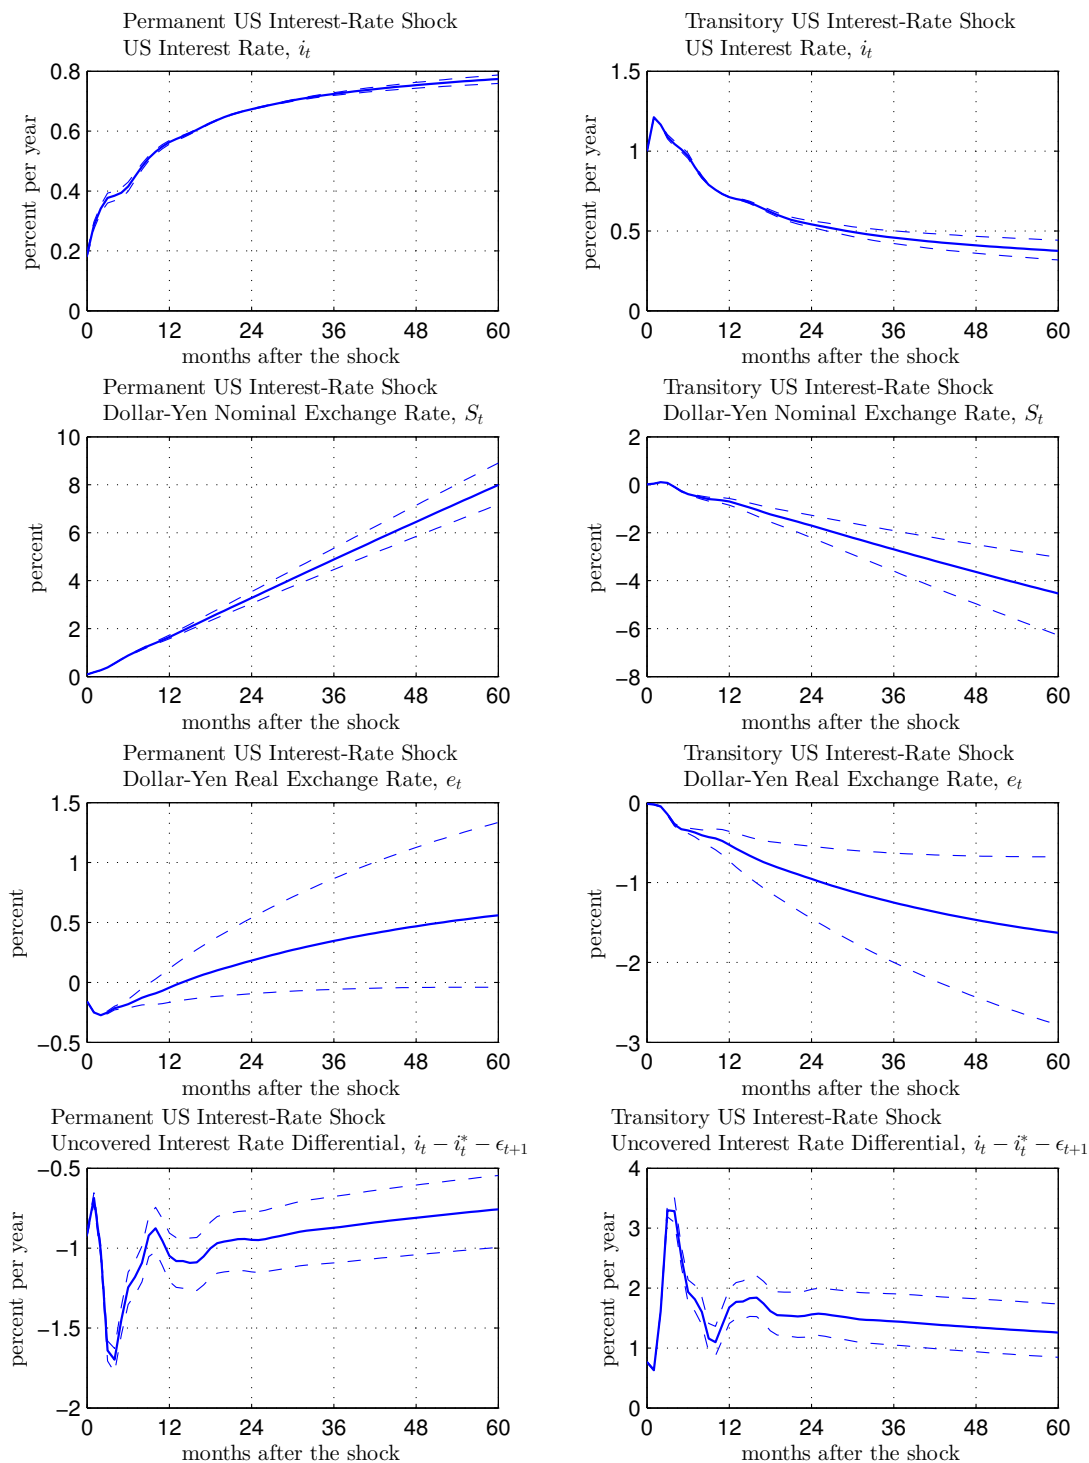 Permanent US Interest-Rate Shock
US Interest Rate, i_t
0.8
0.6
0.4
0.2
0
percent per year
0 12 24 36 48 60
months after the shock
Transitory US Interest-Rate Shock
US Interest Rate, i_t
1.5
1
0.5
0
percent per year
0 12 24 36 48 60
months after the shock
Permanent US Interest-Rate Shock
Dollar-Yen Nominal Exchange Rate, S_t
10
8
6
4
2
0
percent
0 12 24 36 48 60
months after the shock
Transitory US Interest-Rate Shock
Dollar-Yen Nominal Exchange Rate, S_t
2
0
−2
−4
−6
−8
percent
0 12 24 36 48 60
months after the shock
Permanent US Interest-Rate Shock
Dollar-Yen Real Exchange Rate, e_t
1.5
1
0.5
0
−0.5
percent
0 12 24 36 48 60
months after the shock
Transitory US Interest-Rate Shock
Dollar-Yen Real Exchange Rate, e_t
0
−1
−2
−3
percent
0 12 24 36 48 60
months after the shock
Permanent US Interest-Rate Shock
Uncovered Interest Rate Differential, i_t − i_t^* − ϵ_{t+1}
−0.5
−1
−1.5
−2
percent per year
0 12 24 36 48 60
months after the shock
Transitory US Interest-Rate Shock
Uncovered Interest Rate Differential, i_t − i_t^* − ϵ_{t+1}
4
3
2
1
0
percent per year
0 12 24 36 48 60
months after the shock